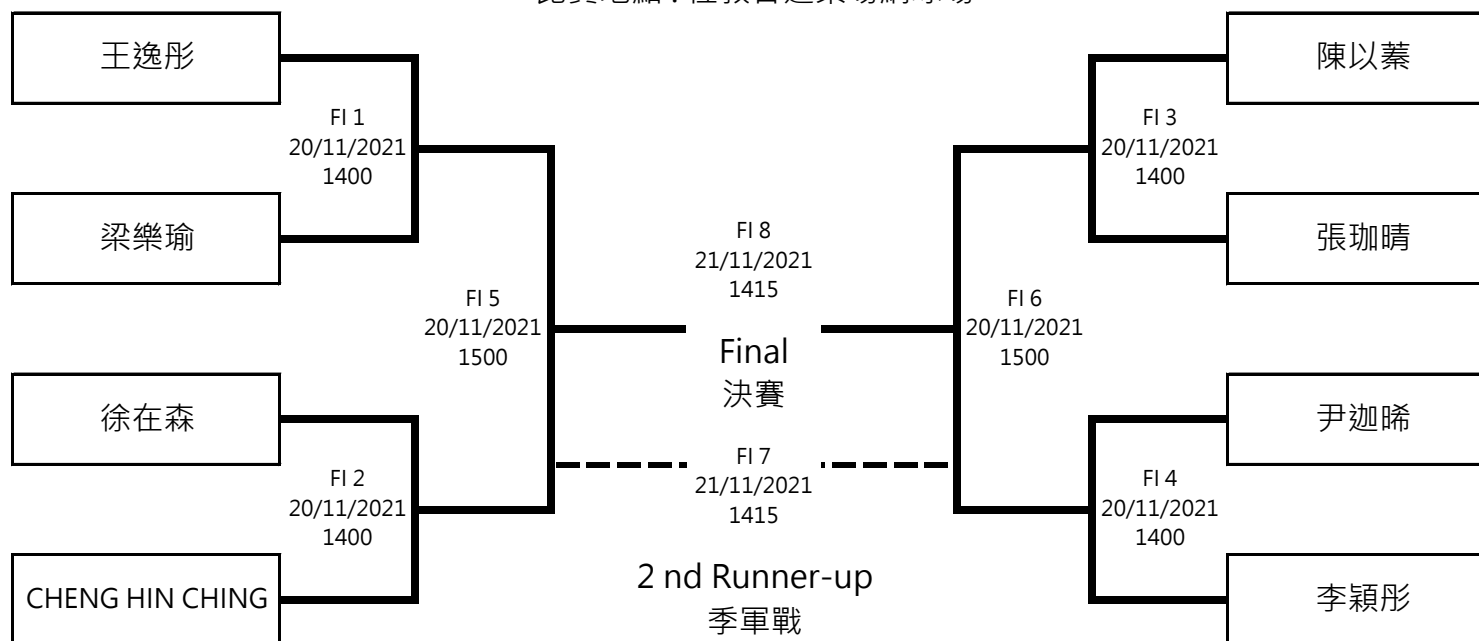 王逸彤
FI 1
20/11/2021
1400
梁樂瑜
FI 5
20/11/2021
1500
徐在森
FI 2
20/11/2021
1400
CHENG HIN CHING
FI 8
21/11/2021
1415
Final
決賽
FI 7
21/11/2021
1415
2 nd Runner-up
季軍戰
陳以蓁
FI 3
20/11/2021
1400
張珈晴
FI 6
20/11/2021
1500
尹迦晞
FI 4
20/11/2021
1400
李穎彤